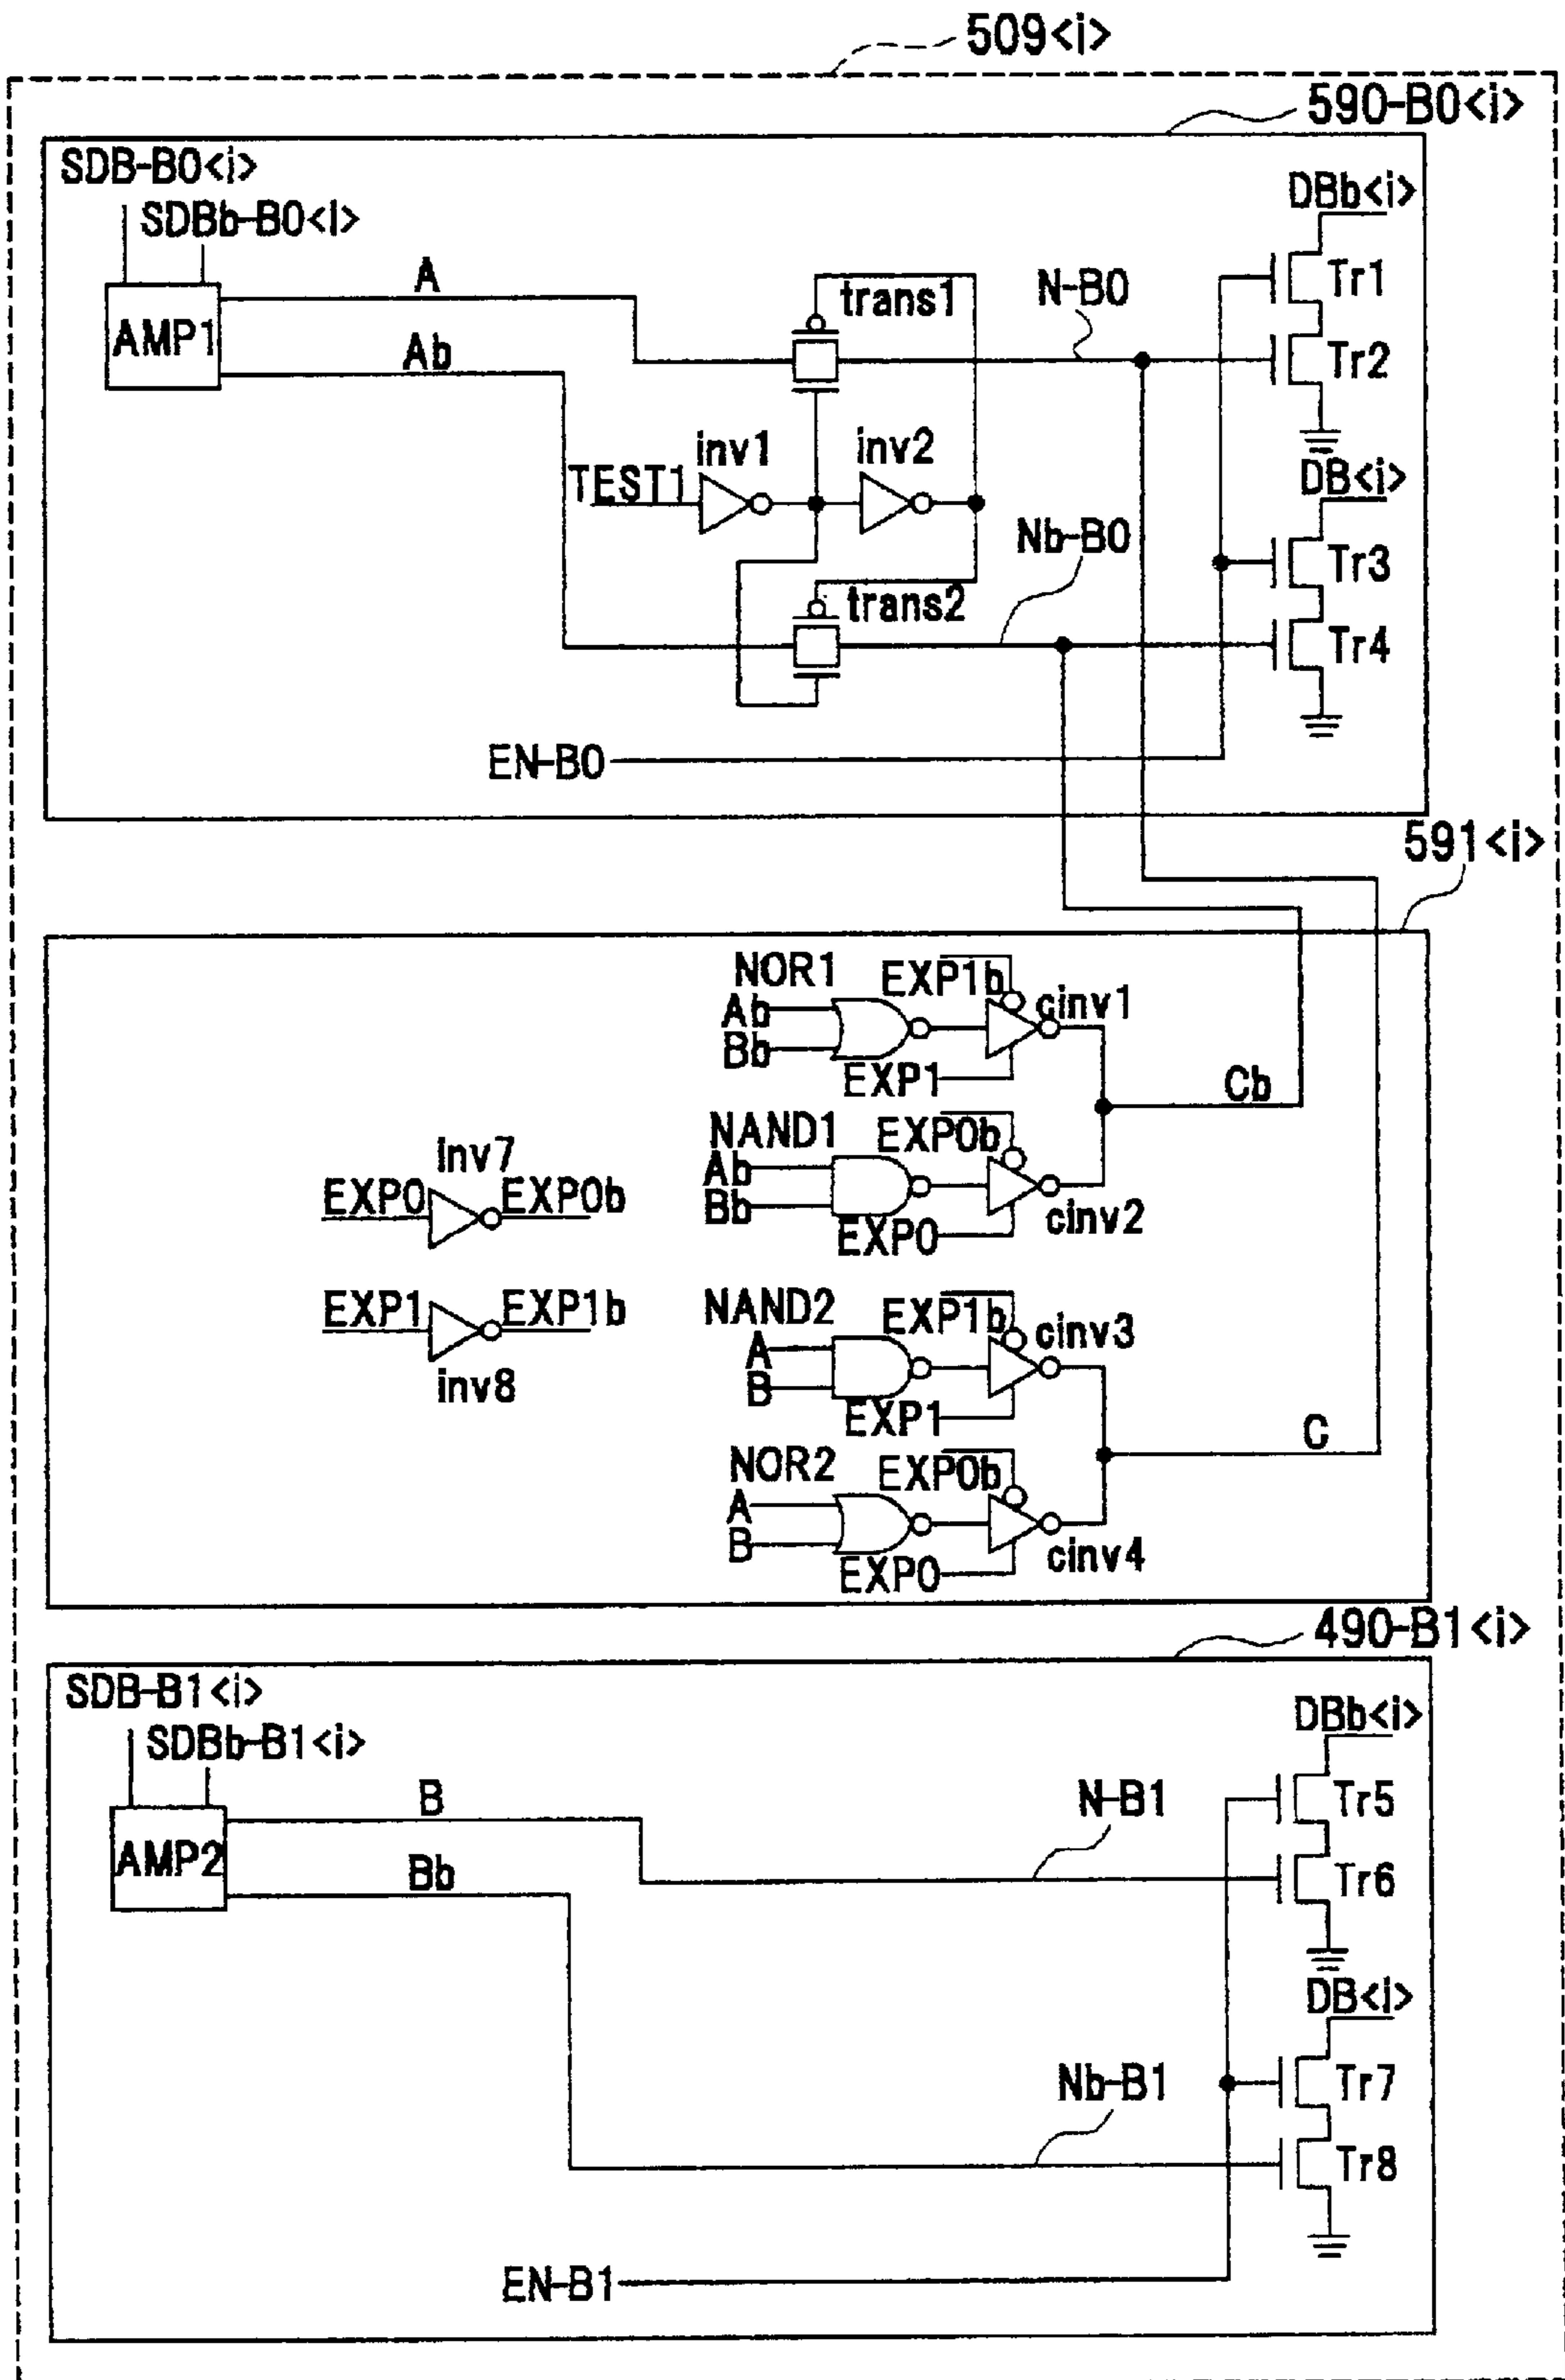 509<i>
590-B0<i>
SDB-B0<i>
SDBb-B0<i>
DBb<i>
A
trans1
N-B0
Tr1
AMP1
Ab
Tr2
inv1
inv2
TEST1
DB<i>
Nb-B0
Tr3
trans2
Tr4
EN-B0
591<i>
NOR1
EXP1b
Ab
cinv1
Bb
EXP1
Cb
NAND1
EXP0b
inv7
Ab
EXP0
EXP0b
Bb
cinv2
EXP0
EXP1
EXP1b
NAND2
EXP1b
cinv3
A
inv8
B
EXP1
C
NOR2
EXP0b
A
B
cinv4
EXP0
490-B1<i>
SDB-B1<i>
SDBb-B1<i>
DBb<i>
B
N-B1
Tr5
AMP2
Bb
Tr6
DB<i>
Nb-B1
Tr7
Tr8
EN-B1